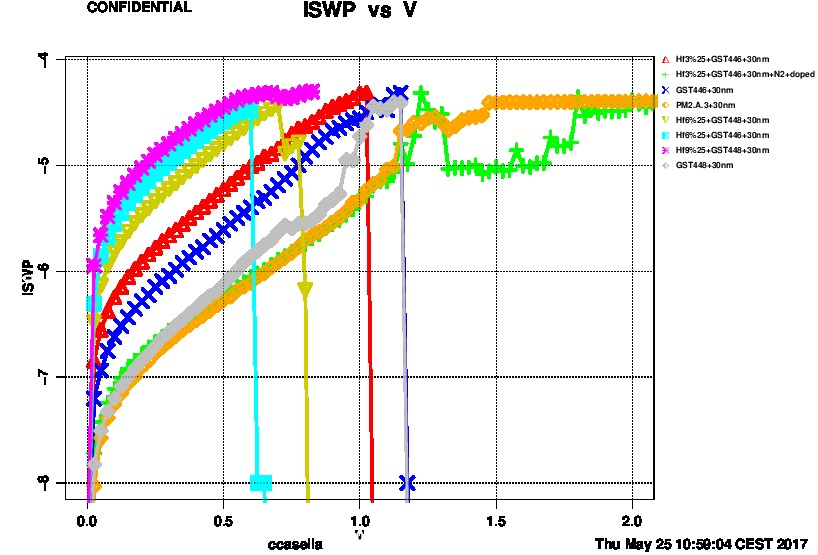 CONFIDENTIAL
ISWP vs V
Hf3%25+GST446+30nm
Hf3%25+GST446+30nm+N2+doped
GST446+30nm
PM2.A.3+30nm
Hf6%25+GST448+30nm
Hf6%25+GST446+30nm
Hf9%25+GST448+30nm
GST448+30nm
-4
-5
-6
-7
-8
ISWP
0.0 0.5 1.0 1.5 2.0
V
ccasella
Thu May 25 10:59:04 CEST 2017